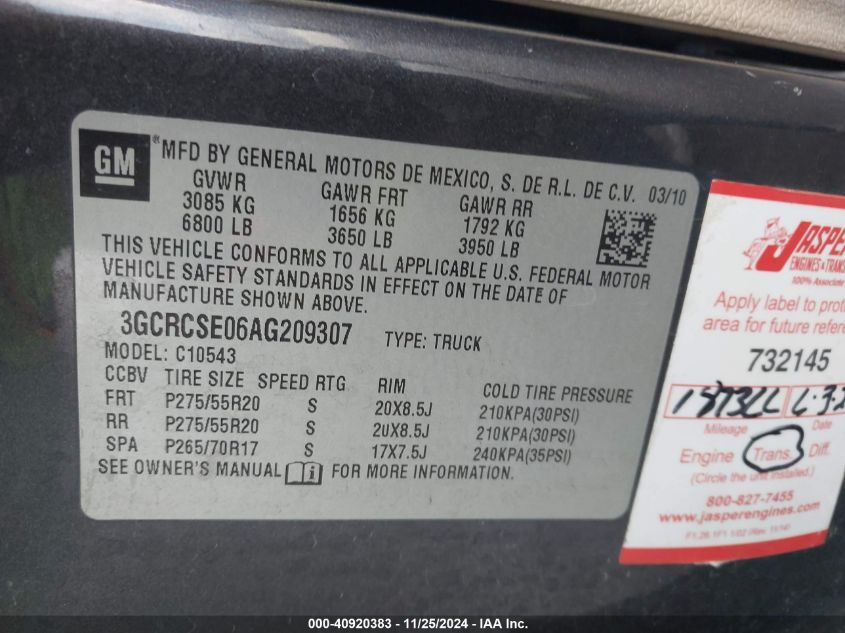 GM
MFD BY GENERAL MOTORS DE MEXICO, S. DE R.L. DE C.V. 03/10
GVWR GAWR FRT GAWR RR
3085 KG 1656 KG 1792 KG
6800 LB 3650 LB 3950 LB
THIS VEHICLE CONFORMS TO ALL APPLICABLE U.S. FEDERAL MOTOR
VEHICLE SAFETY STANDARDS IN EFFECT ON THE DATE OF
MANUFACTURE SHOWN ABOVE.
3GCRCSE06AG209307 TYPE: TRUCK
MODEL: C10543
CCBV TIRE SIZE SPEED RTG RIM COLD TIRE PRESSURE
FRT P275/55R20 S 20X8.5J 210KPA(30PSI)
RR P275/55R20 S 20X8.5J 210KPA(30PSI)
SPA P265/70R17 S 17X7.5J 240KPA(35PSI)
SEE OWNER'S MANUAL FOR MORE INFORMATION.
JASPER
ENGINES & TRANS
100% Associate
Apply label to prote
area for future refere
732145
Mileage Date
Engine Trans. Diff.
(Circle the unit installed.)
800-827-7455
www.jasperengines.com
000-40920383 - 11/25/2024 - IAA Inc.